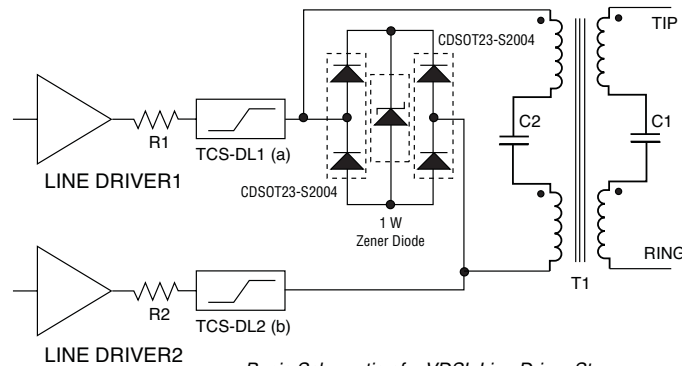 CDSOT23-S2004
TIP
R1
TCS-DL1 (a)
C2
C1
LINE DRIVER1
CDSOT23-S2004
1 W
Zener Diode
RING
T1
R2
TCS-DL2 (b)
LINE DRIVER2